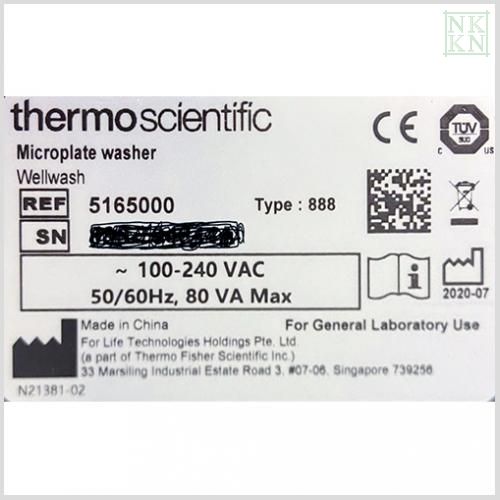 NK
KN
thermo scientific
CE
TÜV
SÜD
C US
Microplate washer
Wellwash
REF 5165000 Type : 888
SN
~ 100-240 VAC
50/60Hz, 80 VA Max
i
2020-07
Made in China For General Laboratory Use
For Life Technologies Holdings Pte. Ltd.
(a part of Thermo Fisher Scientific Inc.)
33 Marsiling Industrial Estate Road 3, #07-06, Singapore 739256
N21381-02